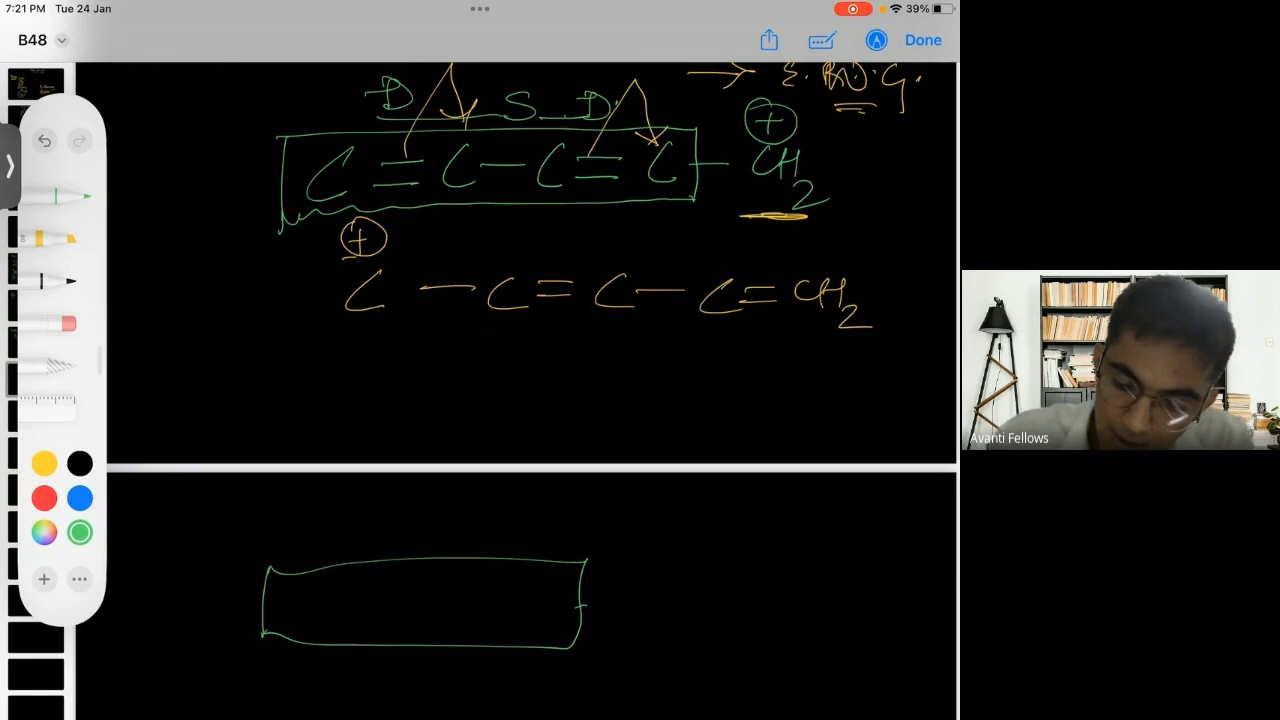 7:21 PM Tue 24 Jan
39%
B48
Done
→ E. R.D.G.
D S D
C = C - C = C - CH2
⊕
⊕
C - C = C - C = CH2
Avanti Fellows